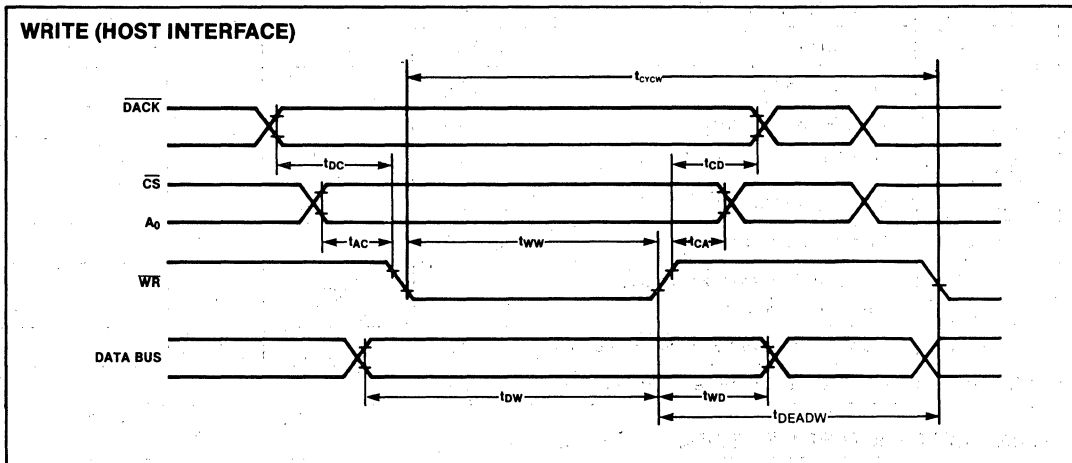 WRITE (HOST INTERFACE)
tCYCW
DACK
tDC
tCD
CS
A0
tAC
tWW
tCA
WR
DATA BUS
tDW
tWD
tDEADW